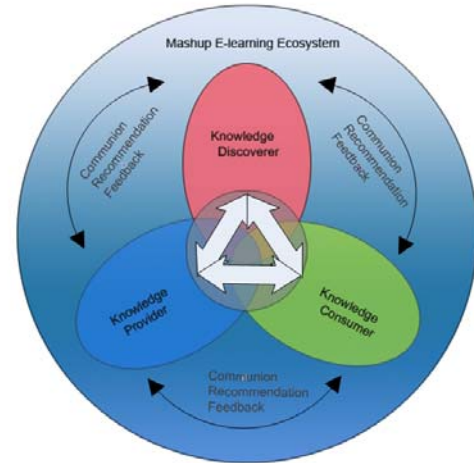 Mashup E-learning Ecosystem
Communion
Recommendation
Feedback
Knowledge
Discoverer
Communion
Recommendation
Feedback
Knowledge
Provider
Knowledge
Consumer
Communion
Recommendation
Feedback